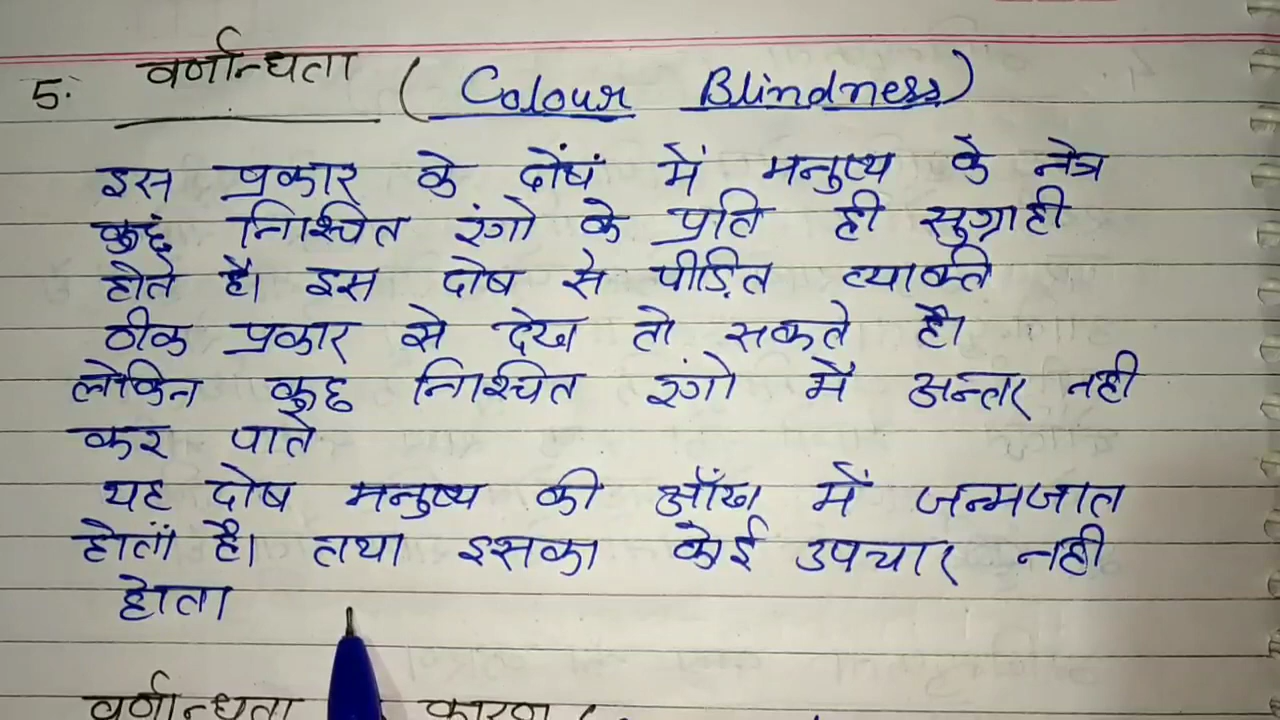 5. वर्णान्धता ( Colour Blindness)
इस प्रकार के दोषं में मनुष्य के नेत्र
कुछ निश्चित रंगो के प्रति ही सुग्राही
होते है। इस दोष से पीड़ित व्यक्ति
ठीक प्रकार से देख तो सकते है।
लेकिन कुछ निश्चित रंगो में अन्तर नही
कर पाते
यह दोष मनुष्य की आँख में जन्मजात
होता है। तथा इसका कोई उपचार नही
होता
वर्णान्धता कारण (